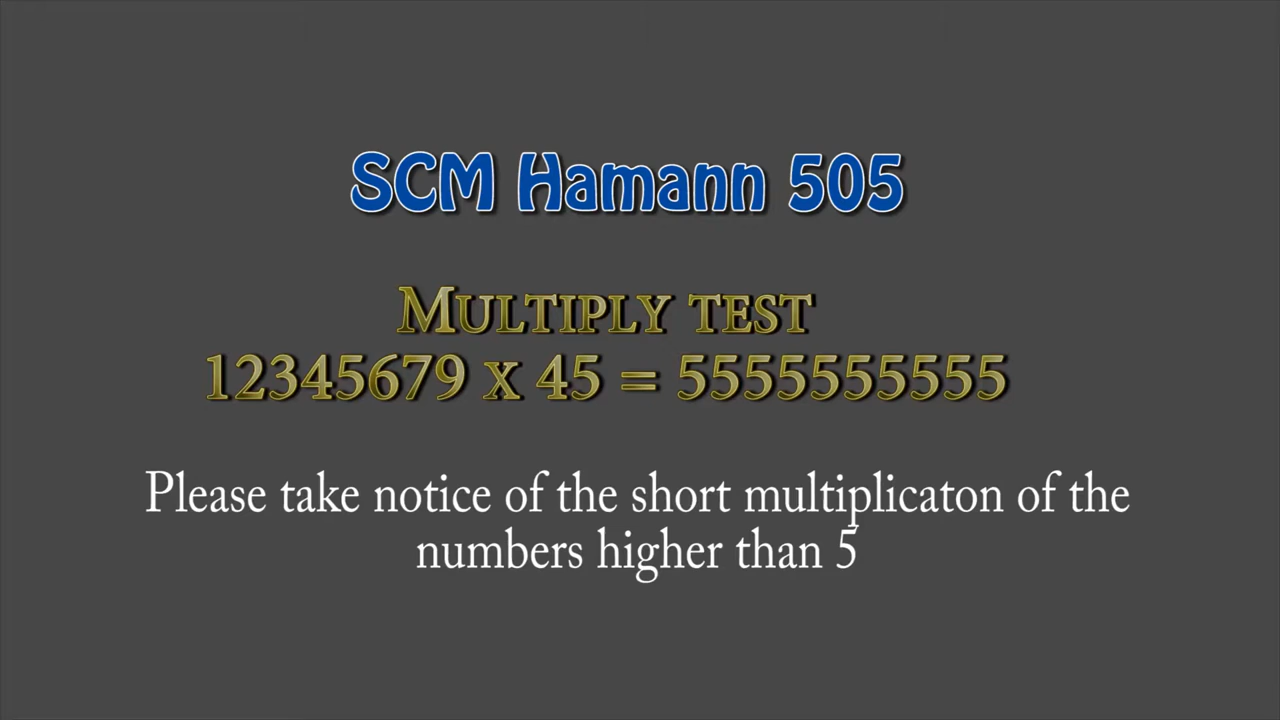 SCM Hamann 505
Multiply test
12345679 x 45 = 5555555555
Please take notice of the short multiplicaton of the
numbers higher than 5